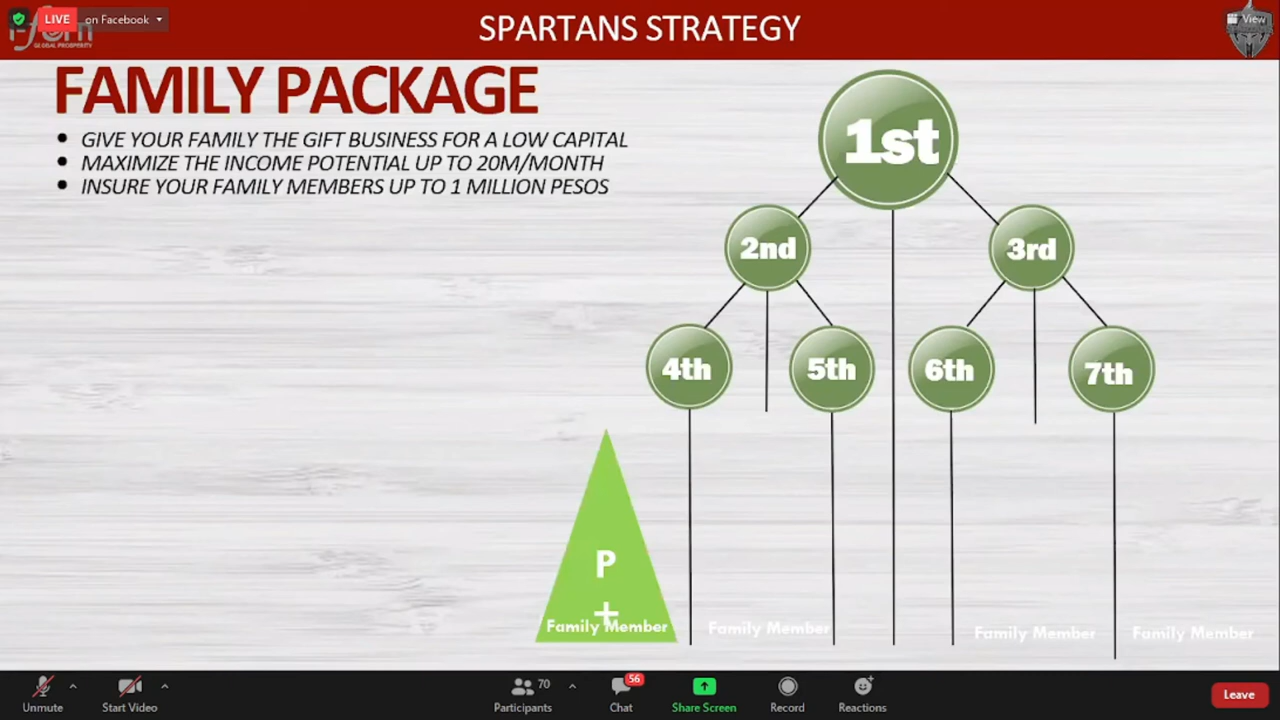 LIVE on Facebook
View
i-fern
GLOBAL PROSPERITY
SPARTANS STRATEGY
FAMILY PACKAGE
• GIVE YOUR FAMILY THE GIFT BUSINESS FOR A LOW CAPITAL
• MAXIMIZE THE INCOME POTENTIAL UP TO 20M/MONTH
• INSURE YOUR FAMILY MEMBERS UP TO 1 MILLION PESOS
1st
2nd
3rd
4th
5th
6th
7th
P
+
Family Member
Family Member
Family Member
Family Member
Unmute
Start Video
70
Participants
56
Chat
Share Screen
Record
Reactions
Leave